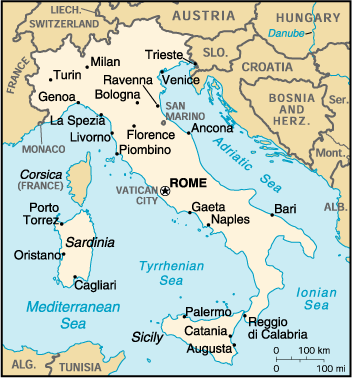 LIECH.
SWITZERLAND
AUSTRIA
HUNGARY
Danube
FRANCE
Milan
Turin
Trieste
SLO.
CROATIA
Venice
Ravenna
Bologna
Genoa
SAN
MARINO
BOSNIA
AND
HERZ.
Ser.
La Spezia
Livorno
Florence
Ancona
MONACO
Piombino
Adriatic Sea
Mont.
Corsica
(FRANCE)
VATICAN
CITY
ROME
ALB.
Porto
Torrez
Gaeta
Naples
Bari
Sardinia
Oristano
Cagliari
Tyrrhenian
Sea
Mediterranean
Sea
Ionian
Sea
Palermo
Reggio
di Calabria
Sicily
Catania
Augusta
ALG.
TUNISIA
0 100 km
0 100 mi